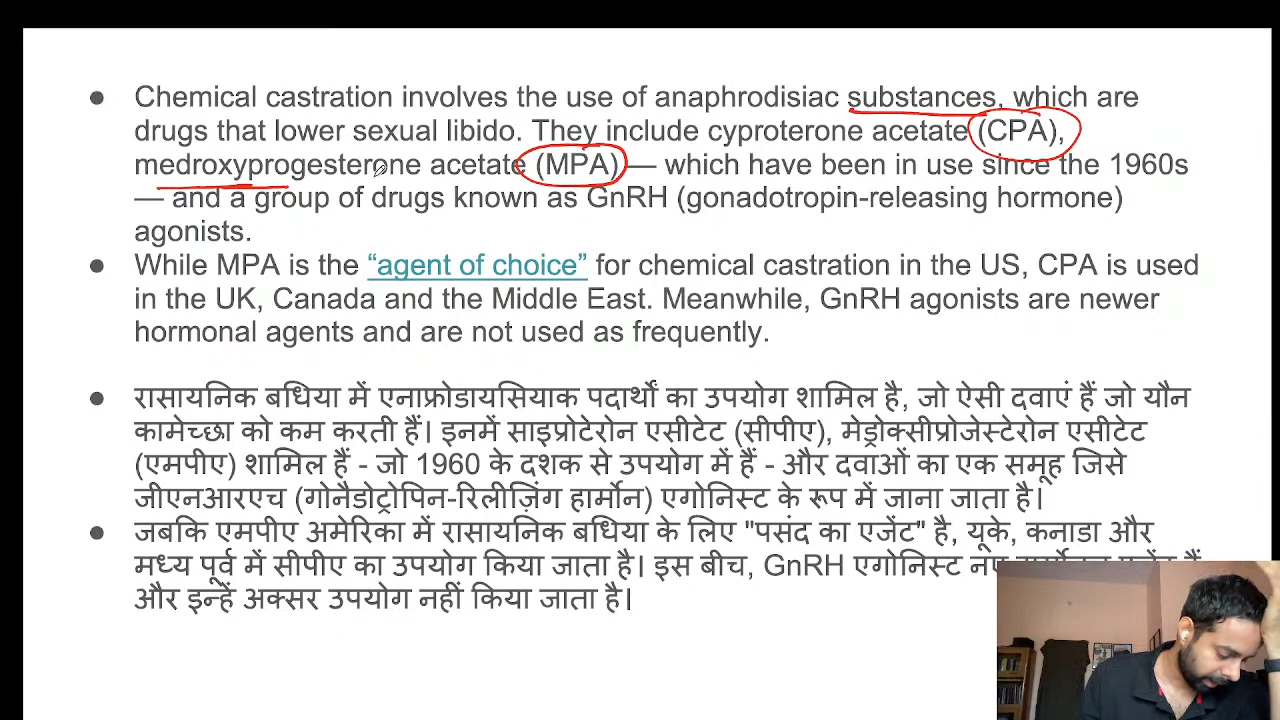 ● Chemical castration involves the use of anaphrodisiac substances, which are
drugs that lower sexual libido. They include cyproterone acetate (CPA),
medroxyprogesterone acetate (MPA) — which have been in use since the 1960s
— and a group of drugs known as GnRH (gonadotropin-releasing hormone)
agonists.
● While MPA is the “agent of choice” for chemical castration in the US, CPA is used
in the UK, Canada and the Middle East. Meanwhile, GnRH agonists are newer
hormonal agents and are not used as frequently.
● रासायनिक बधिया में एनाफ्रोडायसियाक पदार्थों का उपयोग शामिल है, जो ऐसी दवाएं हैं जो यौन
कामेच्छा को कम करती हैं। इनमें साइप्रोटेरोन एसीटेट (सीपीए), मेड्रोक्सीप्रोजेस्टेरोन एसीटेट
(एमपीए) शामिल हैं - जो 1960 के दशक से उपयोग में हैं - और दवाओं का एक समूह जिसे
जीएनआरएच (गोनैडोट्रोपिन-रिलीज़िंग हार्मोन) एगोनिस्ट के रूप में जाना जाता है।
● जबकि एमपीए अमेरिका में रासायनिक बधिया के लिए "पसंद का एजेंट" है, यूके, कनाडा और
मध्य पूर्व में सीपीए का उपयोग किया जाता है। इस बीच, GnRH एगोनिस्ट
और इन्हें अक्सर उपयोग नहीं किया जाता है।